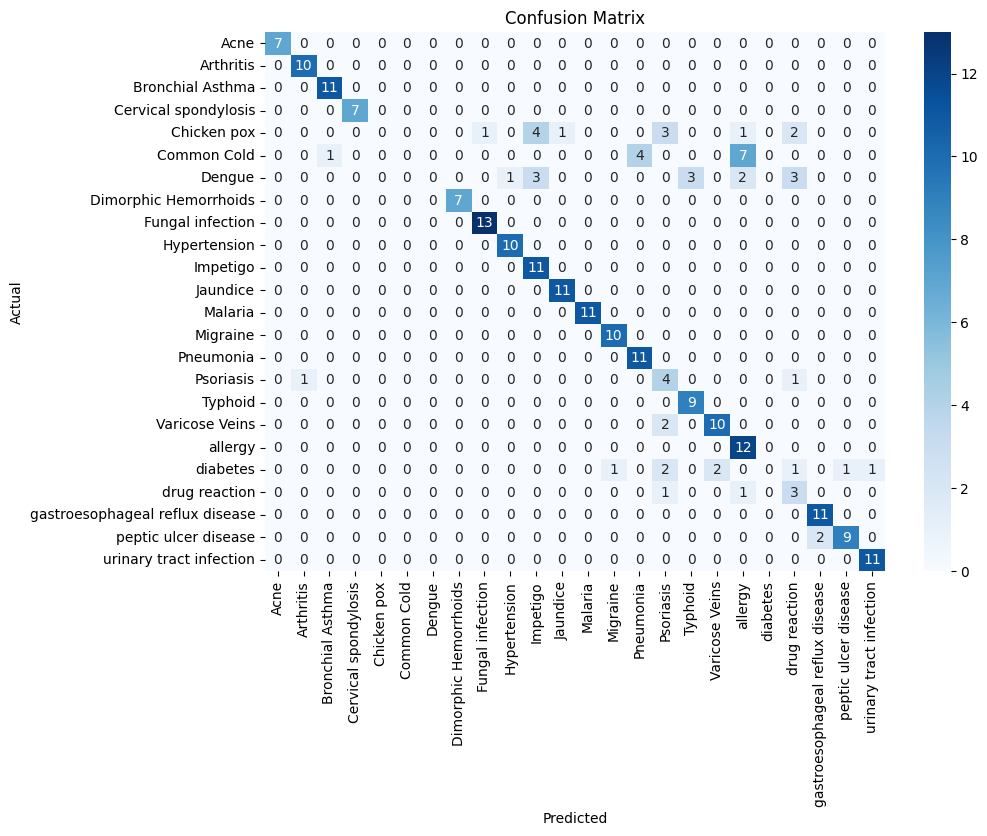 Confusion Matrix
Acne 7 0 0 0 0 0 0 0 0 0 0 0 0 0 0 0 0 0 0 0 0 0 0 0
Arthritis 0 10 0 0 0 0 0 0 0 0 0 0 0 0 0 0 0 0 0 0 0 0 0 0
Bronchial Asthma 0 0 11 0 0 0 0 0 0 0 0 0 0 0 0 0 0 0 0 0 0 0 0 0
Cervical spondylosis 0 0 0 7 0 0 0 0 0 0 0 0 0 0 0 0 0 0 0 0 0 0 0 0
Chicken pox 0 0 0 0 0 0 0 0 1 0 4 1 0 0 0 3 0 0 1 0 2 0 0 0
Common Cold 0 0 1 0 0 0 0 0 0 0 0 0 0 0 4 0 0 0 7 0 0 0 0 0
Dengue 0 0 0 0 0 0 0 0 0 1 3 0 0 0 0 0 3 0 2 0 3 0 0 0
Dimorphic Hemorrhoids 0 0 0 0 0 0 0 7 0 0 0 0 0 0 0 0 0 0 0 0 0 0 0 0
Fungal infection 0 0 0 0 0 0 0 0 13 0 0 0 0 0 0 0 0 0 0 0 0 0 0 0
Hypertension 0 0 0 0 0 0 0 0 0 10 0 0 0 0 0 0 0 0 0 0 0 0 0 0
Impetigo 0 0 0 0 0 0 0 0 0 0 11 0 0 0 0 0 0 0 0 0 0 0 0 0
Jaundice 0 0 0 0 0 0 0 0 0 0 0 11 0 0 0 0 0 0 0 0 0 0 0 0
Malaria 0 0 0 0 0 0 0 0 0 0 0 0 11 0 0 0 0 0 0 0 0 0 0 0
Migraine 0 0 0 0 0 0 0 0 0 0 0 0 0 10 0 0 0 0 0 0 0 0 0 0
Pneumonia 0 0 0 0 0 0 0 0 0 0 0 0 0 0 11 0 0 0 0 0 0 0 0 0
Psoriasis 0 1 0 0 0 0 0 0 0 0 0 0 0 0 0 4 0 0 0 0 1 0 0 0
Typhoid 0 0 0 0 0 0 0 0 0 0 0 0 0 0 0 0 9 0 0 0 0 0 0 0
Varicose Veins 0 0 0 0 0 0 0 0 0 0 0 0 0 0 0 2 0 10 0 0 0 0 0 0
allergy 0 0 0 0 0 0 0 0 0 0 0 0 0 0 0 0 0 0 12 0 0 0 0 0
diabetes 0 0 0 0 0 0 0 0 0 0 0 0 0 1 0 2 0 2 0 0 1 0 1 1
drug reaction 0 0 0 0 0 0 0 0 0 0 0 0 0 0 0 1 0 0 1 0 3 0 0 0
gastroesophageal reflux disease 0 0 0 0 0 0 0 0 0 0 0 0 0 0 0 0 0 0 0 0 0 11 0 0
peptic ulcer disease 0 0 0 0 0 0 0 0 0 0 0 0 0 0 0 0 0 0 0 0 0 2 9 0
urinary tract infection 0 0 0 0 0 0 0 0 0 0 0 0 0 0 0 0 0 0 0 0 0 0 0 11
Actual
Acne
Arthritis
Bronchial Asthma
Cervical spondylosis
Chicken pox
Common Cold
Dengue
Dimorphic Hemorrhoids
Fungal infection
Hypertension
Impetigo
Jaundice
Malaria
Migraine
Pneumonia
Psoriasis
Typhoid
Varicose Veins
allergy
diabetes
drug reaction
gastroesophageal reflux disease
peptic ulcer disease
urinary tract infection
Predicted
12
10
8
6
4
2
0